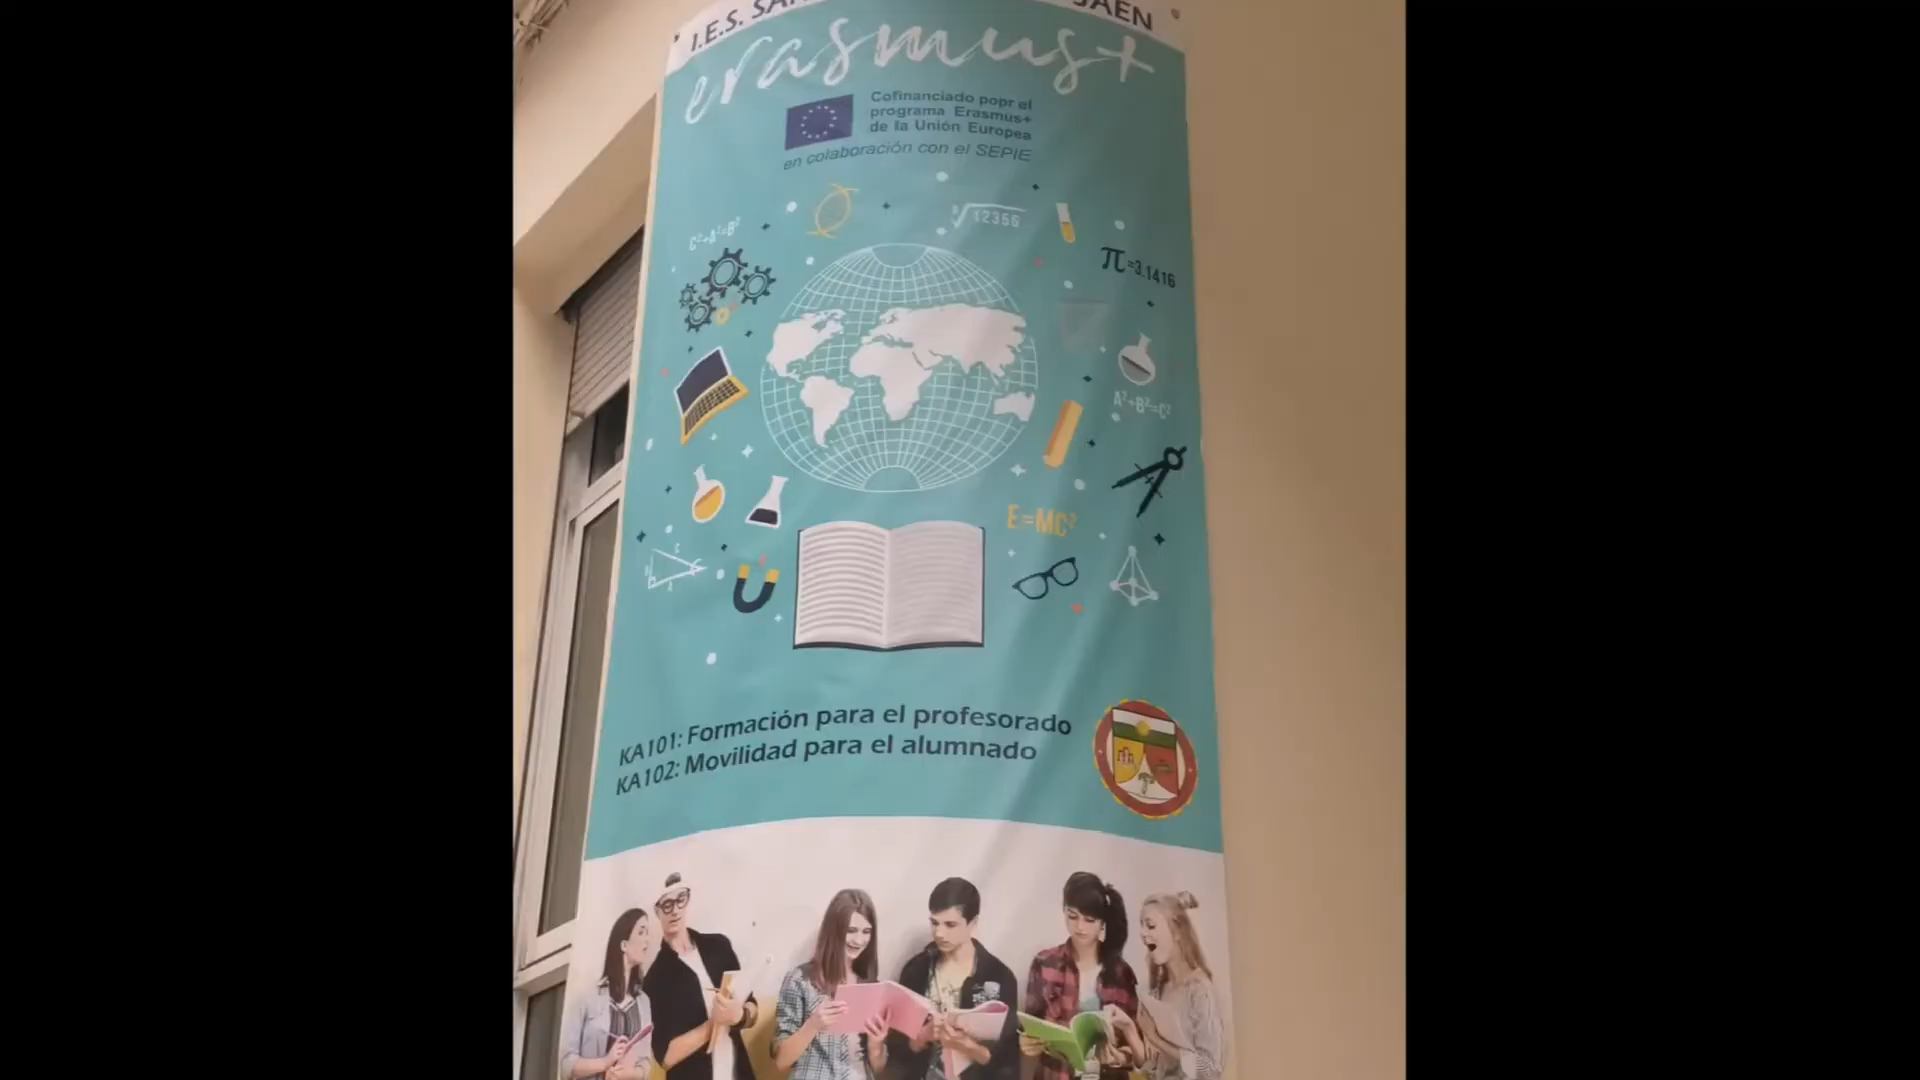 I.E.S. JAÉN
erasmus+
Cofinanciado popr el
programa Erasmus+
de la Unión Europea
en colaboración con el SEPIE
12356
C²+A²=B²
π=3.1416
A²+B²=C²
E=MC²
KA101: Formación para el profesorado
KA102: Movilidad para el alumnado